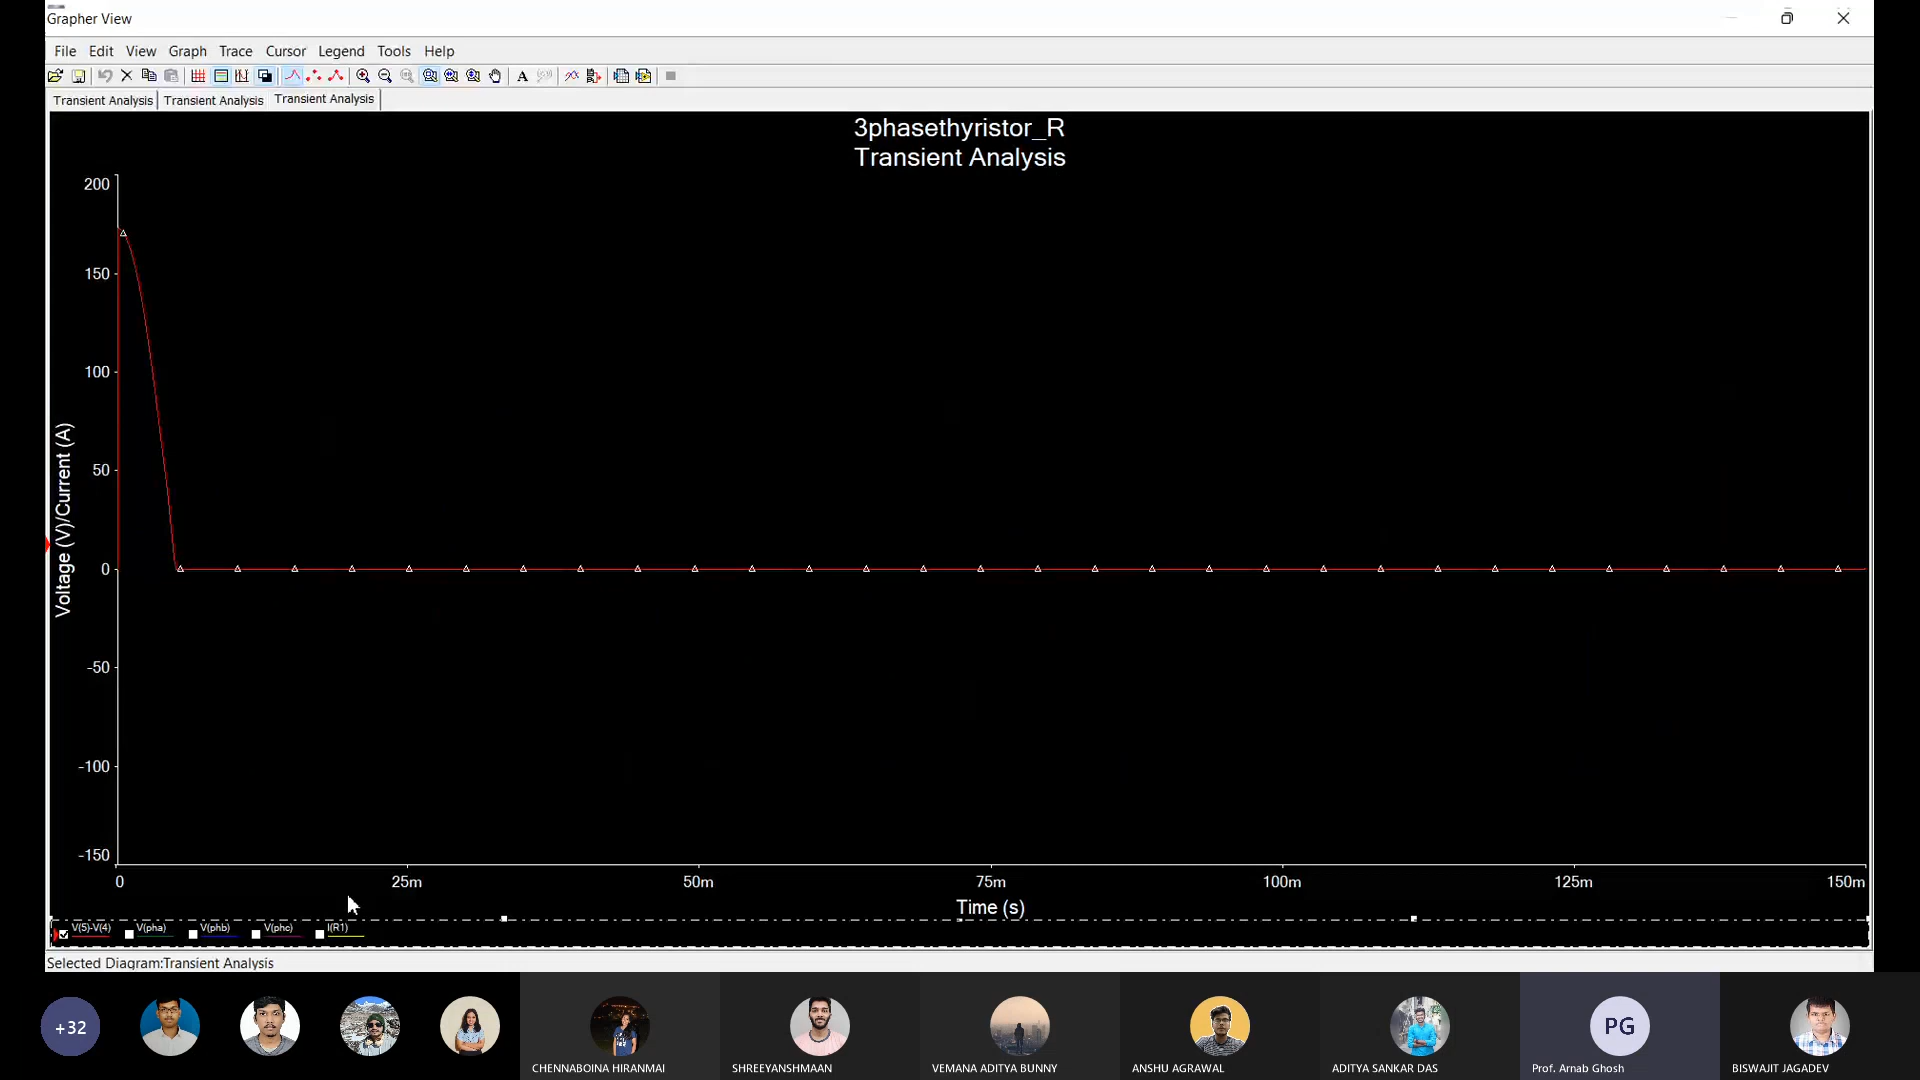 Grapher View
File Edit View Graph Trace Cursor Legend Tools Help
A
Transient Analysis Transient Analysis Transient Analysis
3phasethyristor_R
Transient Analysis
Voltage (V)/Current (A)
200
150
100
50
0
-50
-100
-150
0 25m 50m 75m 100m 125m 150m
Time (s)
V(5)-V(4) V(pha) V(phb) V(phc) I(R1)
Selected Diagram:Transient Analysis
+32
PG
CHENNABOINA HIRANMAI SHREEYANSHMAAN VEMANA ADITYA BUNNY ANSHU AGRAWAL ADITYA SANKAR DAS Prof. Arnab Ghosh BISWAJIT JAGADEV